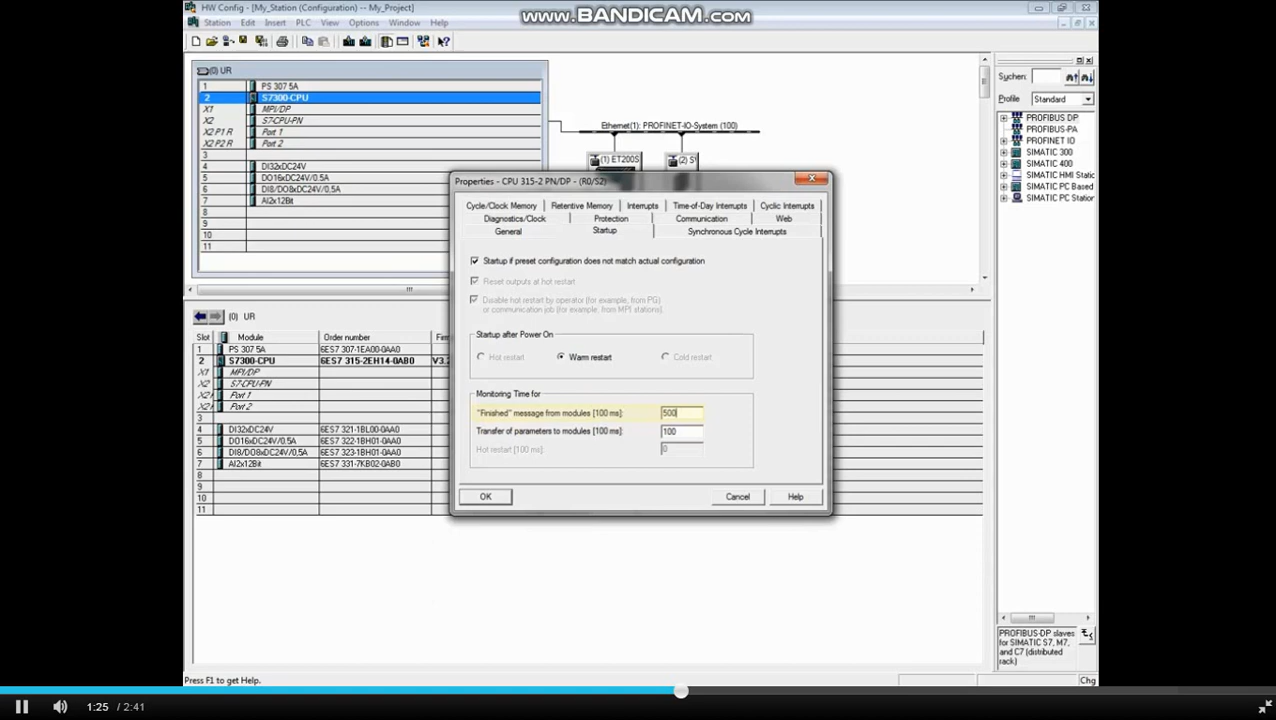 HW Config - [My_Station (Configuration) -- My_Project]
www.BANDICAM.com
Station Edit Insert PLC View Options Window Help
(0) UR
1 PS 307 5A
2 S7300-CPU
X1 MPI/DP
X2 S7-CPU-PN
X2 P1 R Port 1
X2 P2 R Port 2
3
4 DI32xDC24V
5 DO16xDC24V/0,5A
6 DI8/DO8xDC24V/0,5A
7 AI2x12Bit
8
9
10
11
Ethernet(1): PROFINET-IO-System (100)
(1) ET200S
(2) S
Suchen:
Profile Standard
PROFIBUS DP
PROFIBUS-PA
PROFINET IO
SIMATIC 300
SIMATIC 400
SIMATIC HMI Static
SIMATIC PC Based
SIMATIC PC Station
Properties - CPU 315-2 PN/DP - (R0/S2)
Cycle/Clock Memory Retentive Memory Interrupts Time-of-Day Interrupts Cyclic Interrupts
Diagnostics/Clock Protection Communication Web
General Startup Synchronous Cycle Interrupts
Startup if preset configuration does not match actual configuration
Reset outputs at hot restart
Disable hot restart by operator (for example, from PG)
or communication job (for example, from MPI stations).
Startup after Power On
Hot restart Warm restart Cold restart
Monitoring Time for
"Finished" message from modules [100 ms]: 500
Transfer of parameters to modules [100 ms]: 100
Hot restart [100 ms]: 0
OK Cancel Help
(0) UR
Slot Module Order number Fir
1 PS 307 5A 6ES7 307-1EA00-0AA0
2 S7300-CPU 6ES7 315-2EH14-0AB0 V3.2
X1 MPI/DP
X2 S7-CPU-PN
X2 Port 1
X2 Port 2
3
4 DI32xDC24V 6ES7 321-1BL00-0AA0
5 DO16xDC24V/0,5A 6ES7 322-1BH01-0AA0
6 DI8/DO8xDC24V/0,5A 6ES7 323-1BH01-0AA0
7 AI2x12Bit 6ES7 331-7KB02-0AB0
8
9
10
11
PROFIBUS-DP slaves
for SIMATIC S7, M7,
and C7 (distributed
rack)
Press F1 to get Help.
Chg
1:25 / 2:41